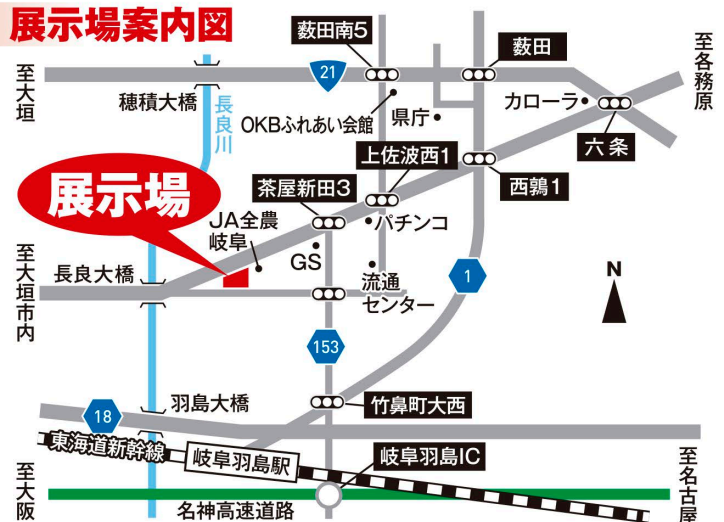 展示場案内図
薮田南5
薮田
至各務原
至大垣
21
穂積大橋
長良川
OKBふれあい会館
県庁
カローラ
六条
上佐波西1
西鶉1
茶屋新田3
展示場
JA全農
岐阜
パチンコ
GS
流通
センター
1
N
至大垣市内
長良大橋
153
18
羽島大橋
竹鼻町大西
東海道新幹線
岐阜羽島駅
岐阜羽島IC
至大阪
名神高速道路
至名古屋